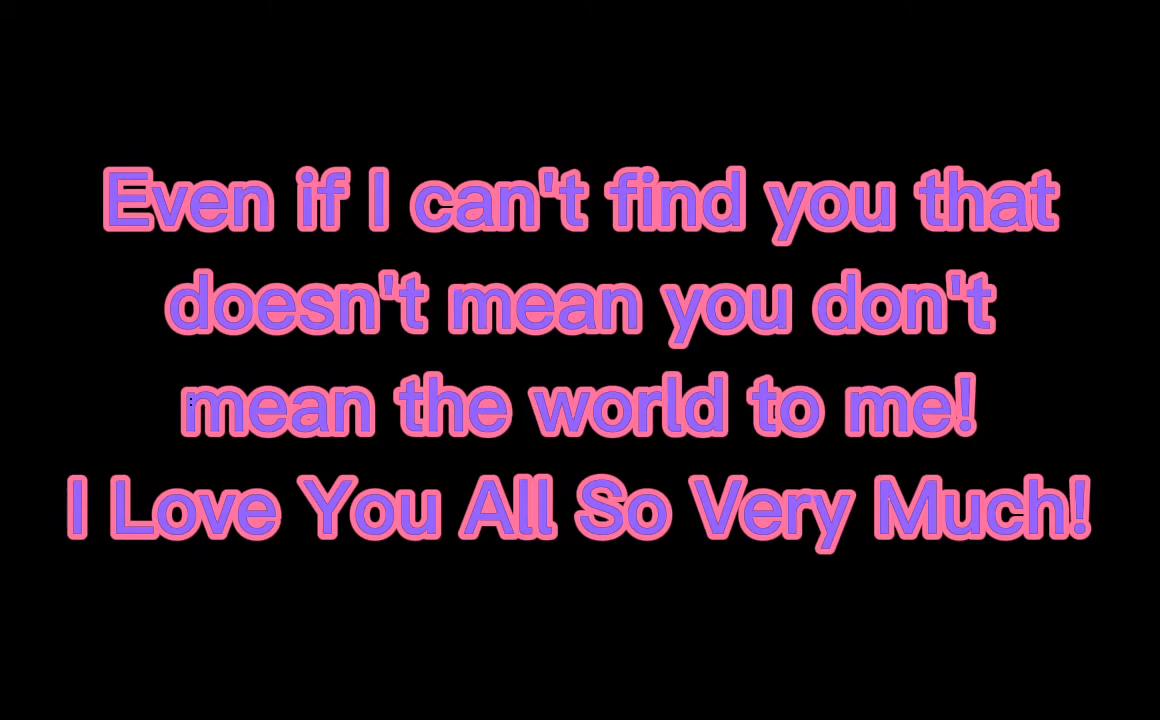 Even if I can't find you that
doesn't mean you don't
mean the world to me!
I Love You All So Very Much!